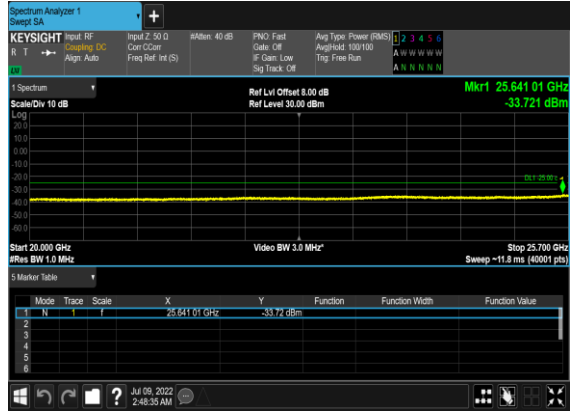 Spectrum Analyzer 1
Swept SA
KEYSIGHT
R T
LV
Input: RF
Coupling: DC
Align: Auto
Input Z: 50 Ω
Corr CCorr
Freq Ref: Int (S)
#Atten: 40 dB
PNO: Fast
Gate: Off
IF Gain: Low
Sig Track: Off
Avg Type: Power (RMS)
Avg|Hold: 100/100
Trig: Free Run
1 2 3 4 5 6
A W W W W W
A N N N N N
1 Spectrum
Scale/Div 10 dB
Ref Lvl Offset 8.00 dB
Ref Level 30.00 dBm
Mkr1 25.641 01 GHz
-33.721 dBm
Log
20.0
10.0
0.00
-10.0
-20.0
-30.0
-40.0
-50.0
-60.0
1
Start 20.000 GHz
#Res BW 1.0 MHz
Video BW 3.0 MHz*
Stop 25.700 GHz
Sweep ~11.8 ms (40001 pts)
5 Marker Table
Mode Trace Scale X Y Function Function Width Function Value
1 N 1 f 25.641 01 GHz -33.72 dBm
2
3
4
5
6
?
Jul 09, 2022
2:48:35 AM